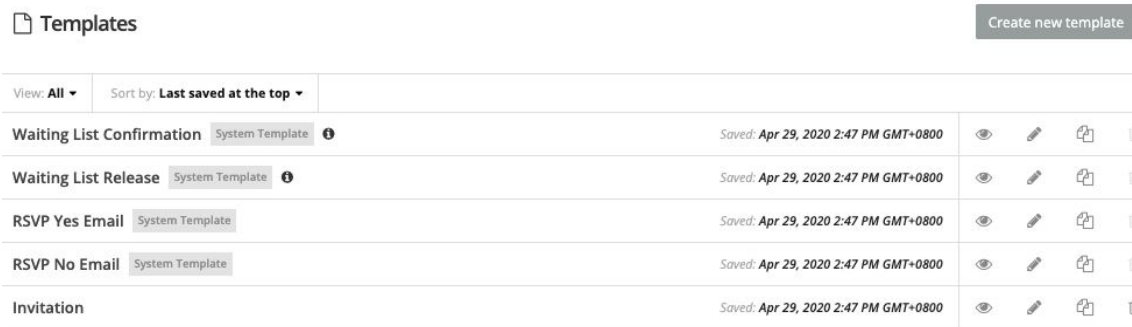 Templates
Create new template
View: All
Sort by: Last saved at the top
Waiting List Confirmation System Template Saved: Apr 29, 2020 2:47 PM GMT+0800
Waiting List Release System Template Saved: Apr 29, 2020 2:47 PM GMT+0800
RSVP Yes Email System Template Saved: Apr 29, 2020 2:47 PM GMT+0800
RSVP No Email System Template Saved: Apr 29, 2020 2:47 PM GMT+0800
Invitation Saved: Apr 29, 2020 2:47 PM GMT+0800